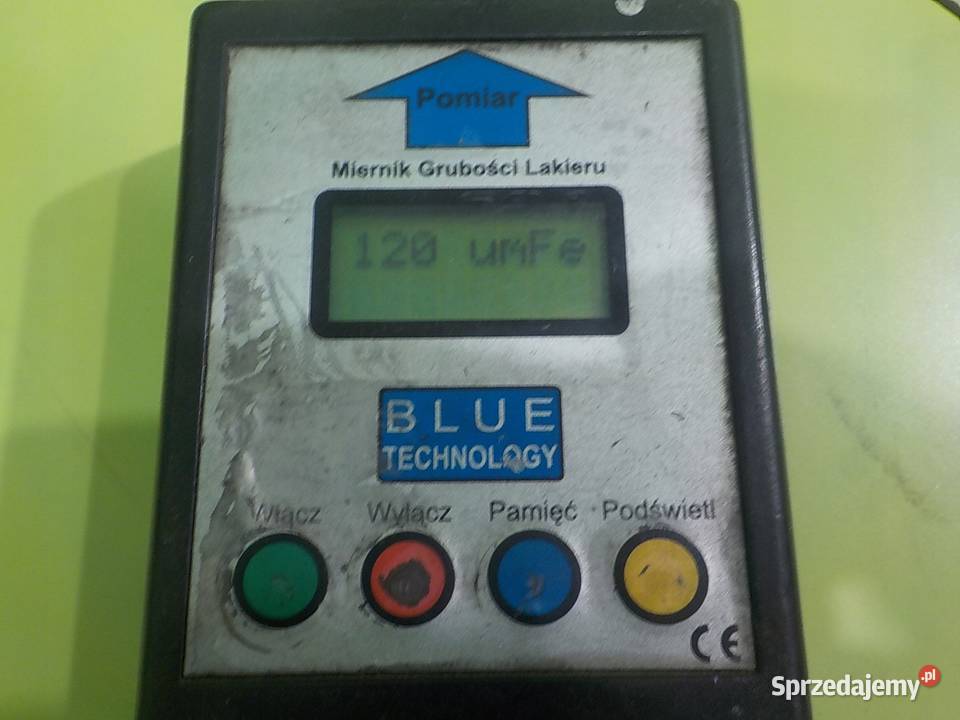 Pomiar
Miernik Grubości Lakieru
120 umFe
BLUE
TECHNOLOGY
Włącz Wyłącz Pamięć Podświetl
CE
Sprzedajemy.pl